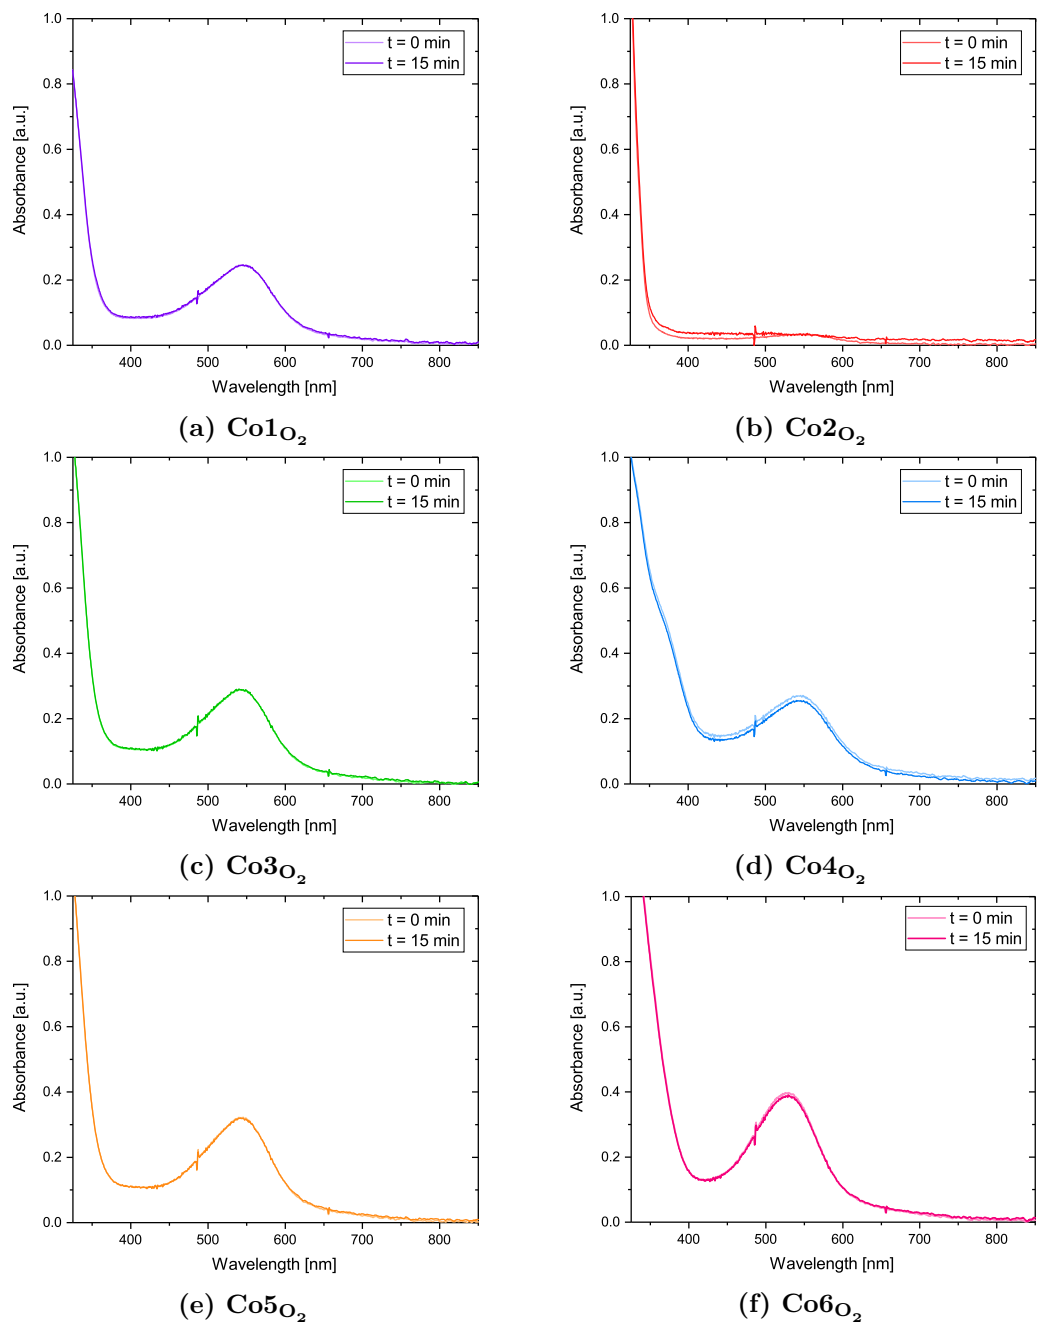 1.0
0.8
0.6
0.4
0.2
0.0
Absorbance [a.u.]
t = 0 min
t = 15 min
400 500 600 700 800
Wavelength [nm]
(a) Co1O₂
1.0
0.8
0.6
0.4
0.2
0.0
Absorbance [a.u.]
t = 0 min
t = 15 min
400 500 600 700 800
Wavelength [nm]
(b) Co2O₂
1.0
0.8
0.6
0.4
0.2
0.0
Absorbance [a.u.]
t = 0 min
t = 15 min
400 500 600 700 800
Wavelength [nm]
(c) Co3O₂
1.0
0.8
0.6
0.4
0.2
0.0
Absorbance [a.u.]
t = 0 min
t = 15 min
400 500 600 700 800
Wavelength [nm]
(d) Co4O₂
1.0
0.8
0.6
0.4
0.2
0.0
Absorbance [a.u.]
t = 0 min
t = 15 min
400 500 600 700 800
Wavelength [nm]
(e) Co5O₂
1.0
0.8
0.6
0.4
0.2
0.0
Absorbance [a.u.]
t = 0 min
t = 15 min
400 500 600 700 800
Wavelength [nm]
(f) Co6O₂